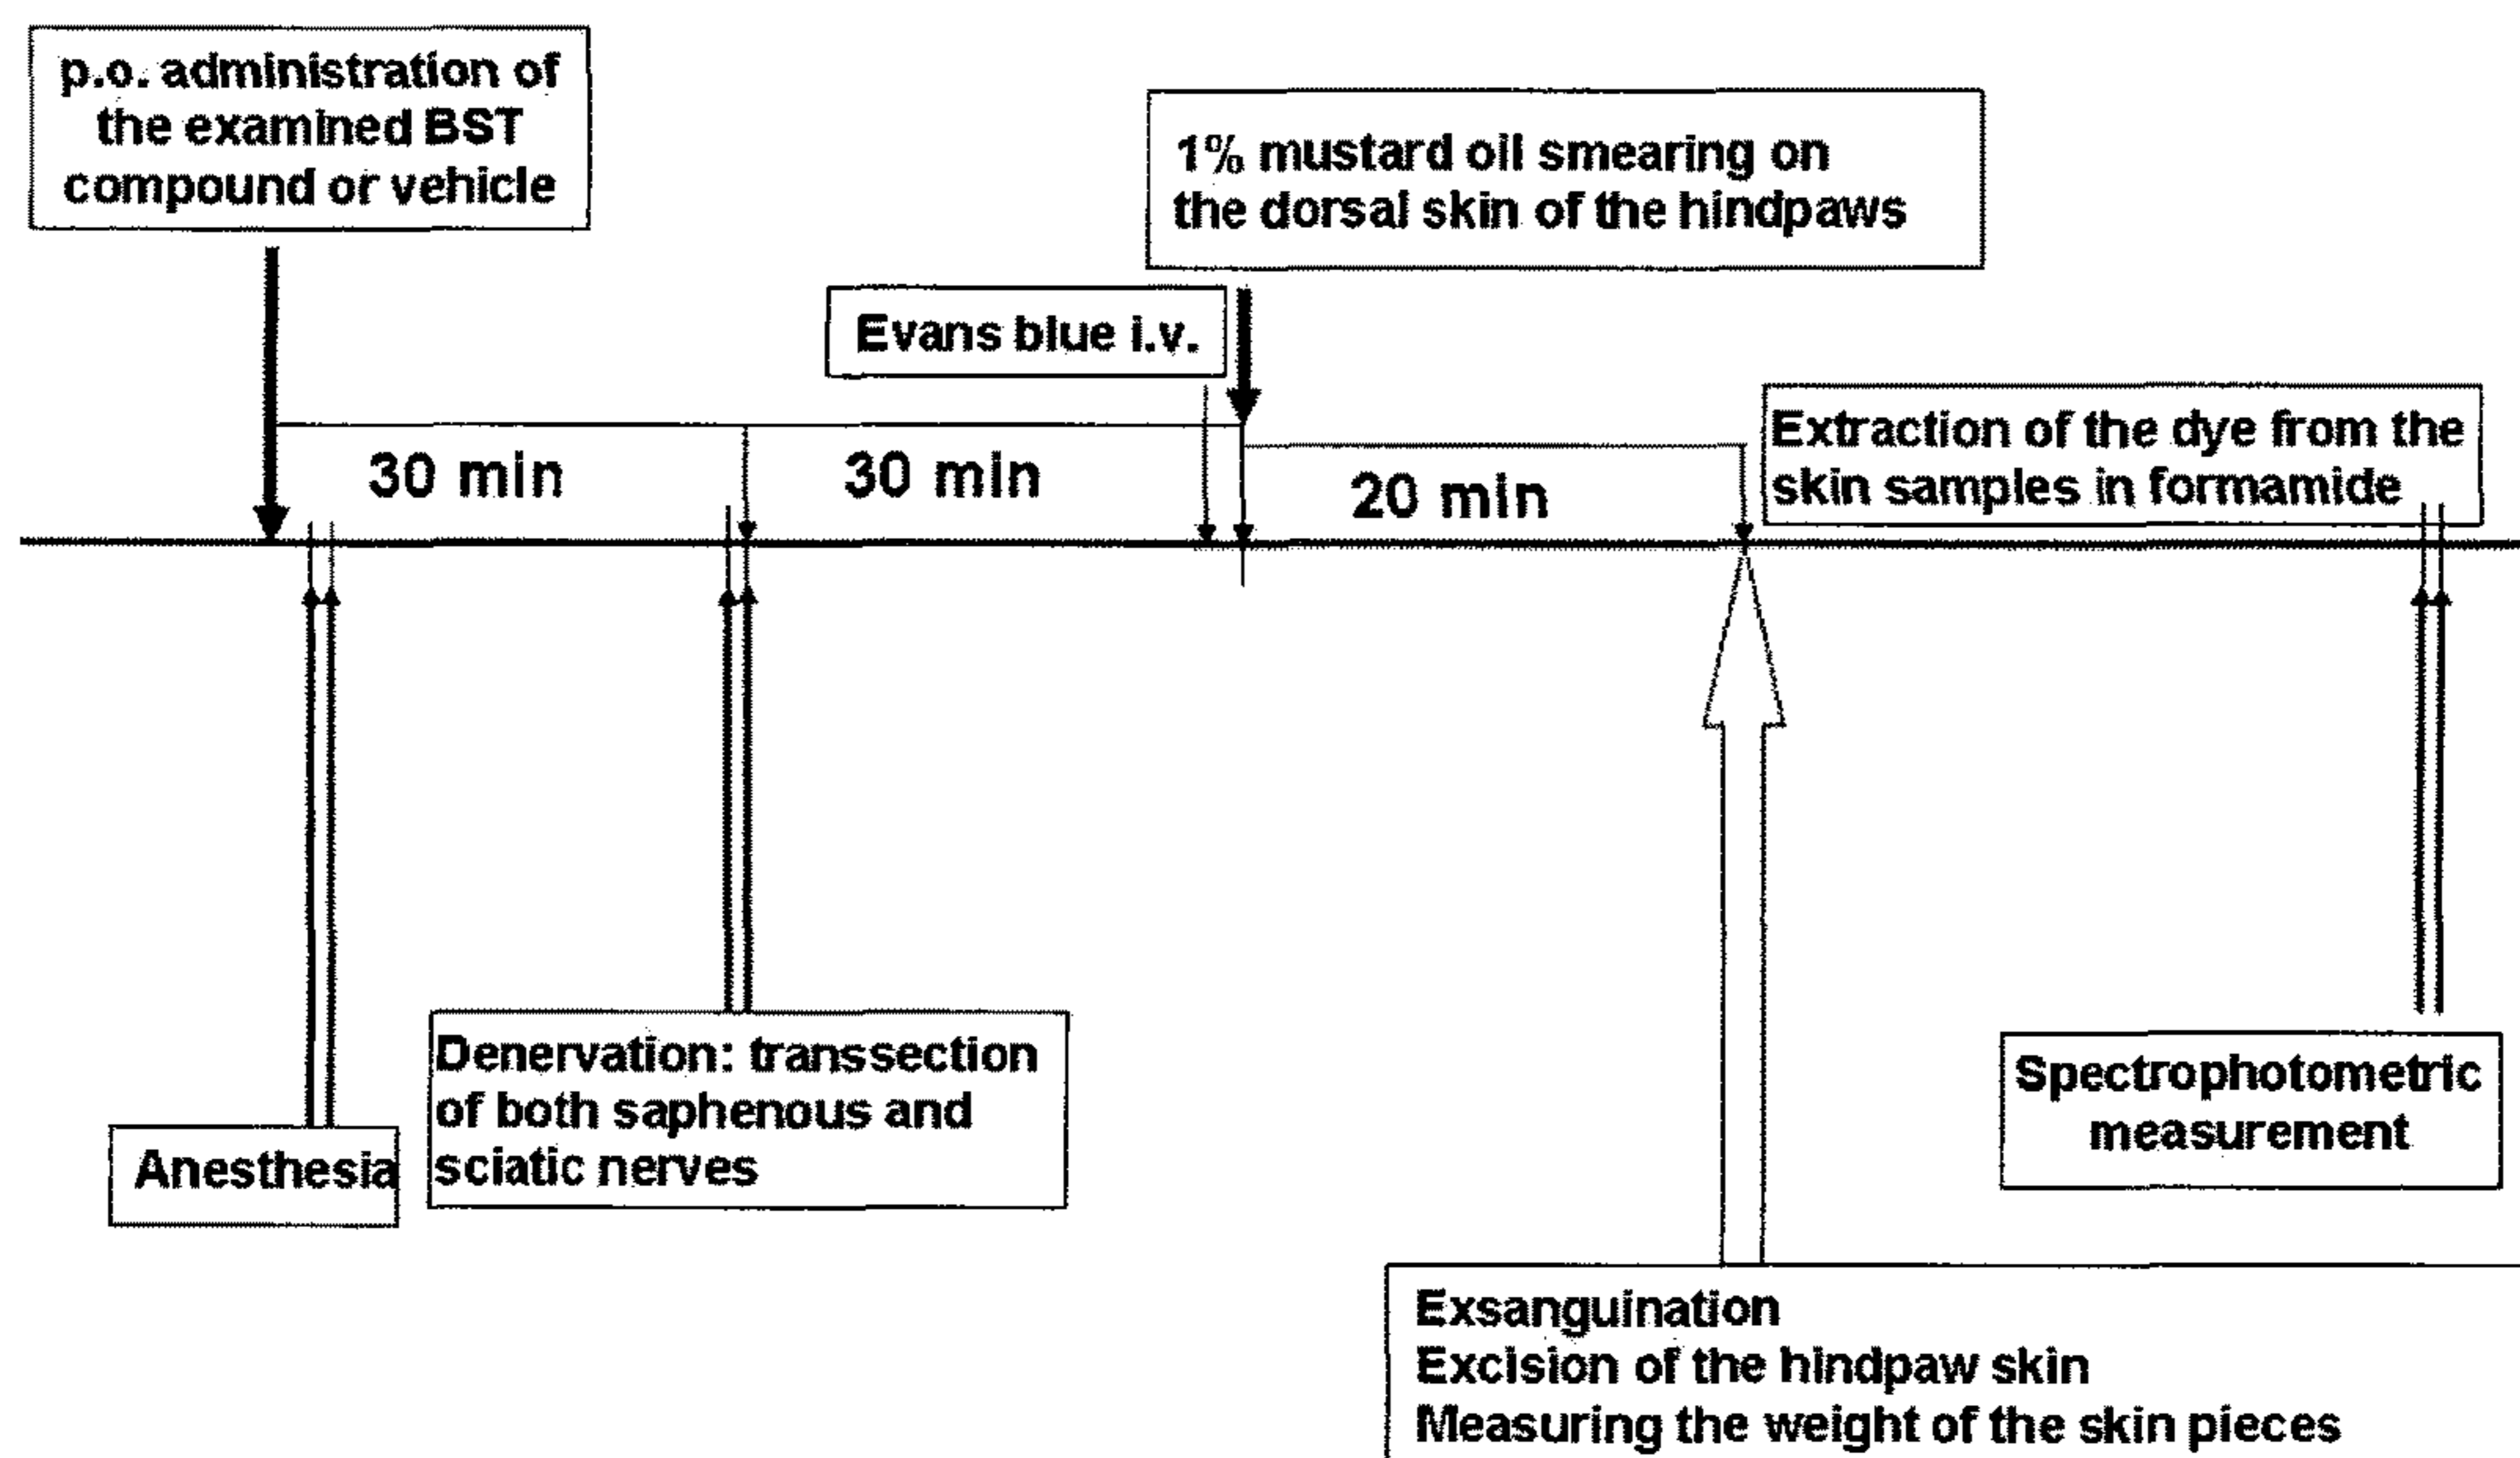 p.o. administration of
the examined BST
compound or vehicle
1% mustard oil smearing on
the dorsal skin of the hindpaws
Evans blue i.v.
30 min
30 min
20 min
Extraction of the dye from the
skin samples in formamide
Anesthesia
Denervation: transsection
of both saphenous and
sciatic nerves
Spectrophotometric
measurement
Exsanguination
Excision of the hindpaw skin
Measuring the weight of the skin pieces